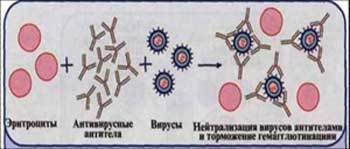 Эритроциты
Антивирусные
антитела
Вирусы
Нейтрализация вирусов антителами
и торможение гемагглютинации